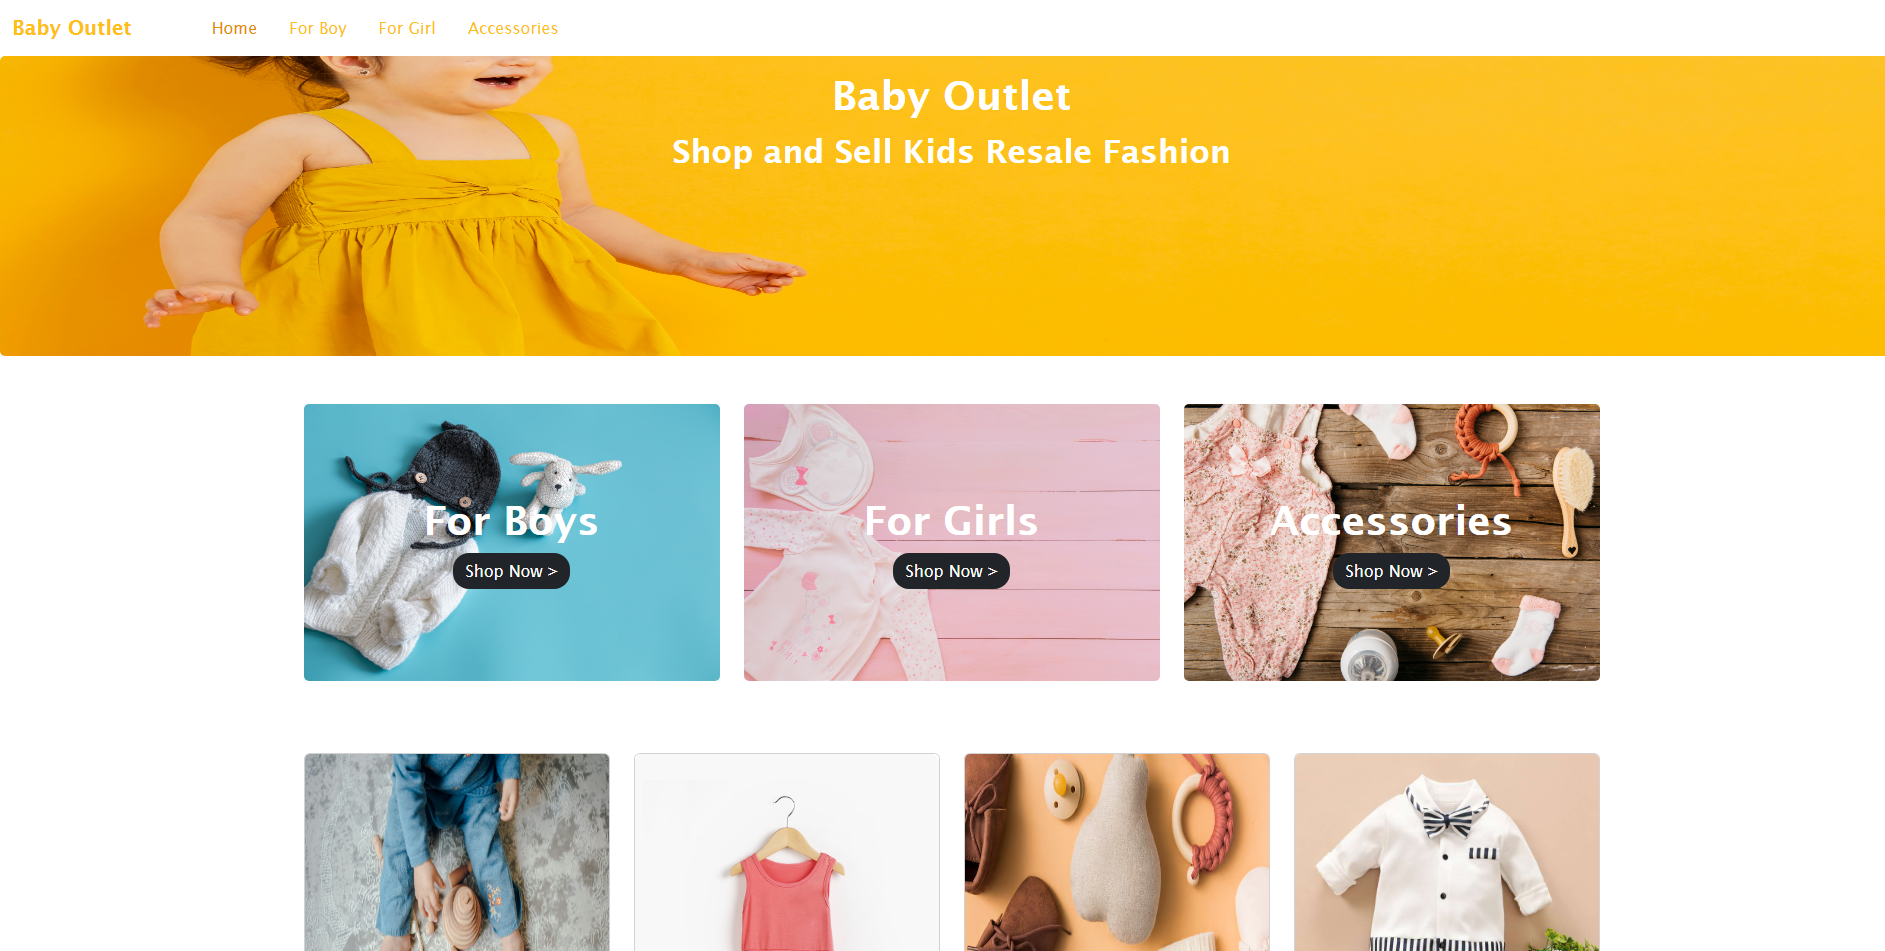 Baby Outlet
Home
For Boy
For Girl
Accessories
Baby Outlet
Shop and Sell Kids Resale Fashion
For Boys
Shop Now >
For Girls
Shop Now >
Accessories
Shop Now >